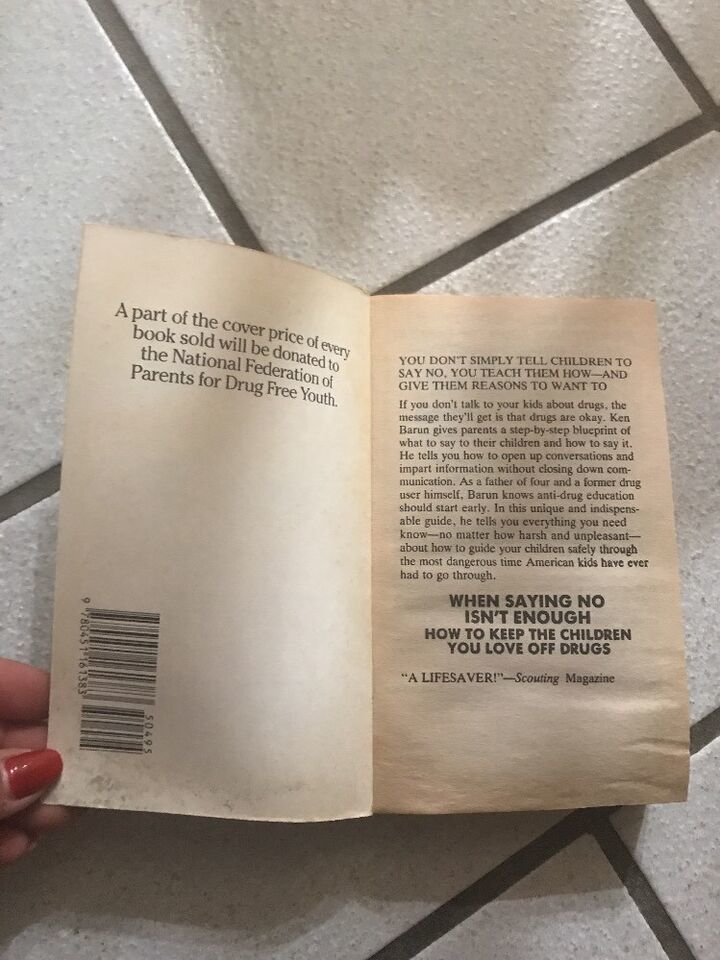 A part of the cover price of every
book sold will be donated to
the National Federation of
Parents for Drug Free Youth.
9 780451 161383
50495
YOU DON'T SIMPLY TELL CHILDREN TO
SAY NO, YOU TEACH THEM HOW—AND
GIVE THEM REASONS TO WANT TO
If you don't talk to your kids about drugs, the
message they'll get is that drugs are okay. Ken
Barun gives parents a step-by-step blueprint of
what to say to their children and how to say it.
He tells you how to open up conversations and
impart information without closing down com-
munication. As a father of four and a former drug
user himself, Barun knows anti-drug education
should start early. In this unique and indispens-
able guide, he tells you everything you need
know—no matter how harsh and unpleasant—
about how to guide your children safely through
the most dangerous time American kids have ever
had to go through.
WHEN SAYING NO
ISN'T ENOUGH
HOW TO KEEP THE CHILDREN
YOU LOVE OFF DRUGS
"A LIFESAVER!"—Scouting Magazine